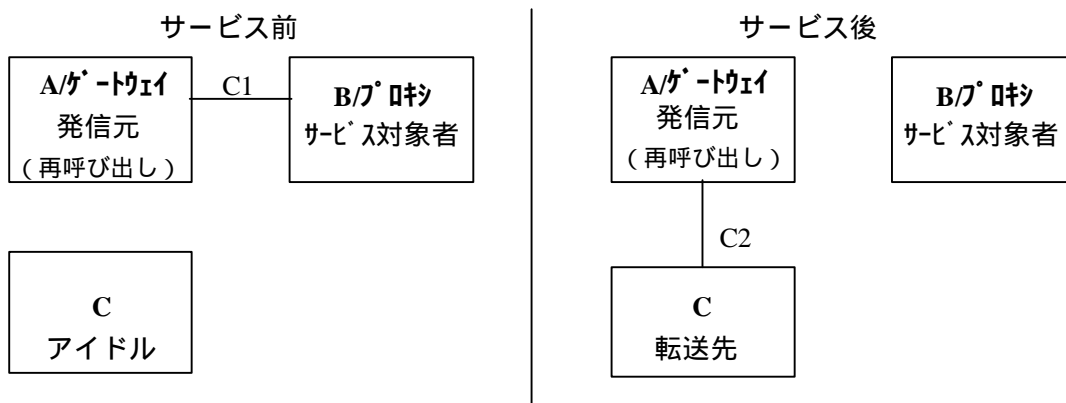 サービス前
A/ｹﾞｰﾄｳｪｲ
発信元
（再呼び出し）
C1
B/ﾌﾟﾛｷｼ
ｻｰﾋﾞｽ対象者
C
アイドル
サービス後
A/ｹﾞｰﾄｳｪｲ
発信元
（再呼び出し）
B/ﾌﾟﾛｷｼ
ｻｰﾋﾞｽ対象者
C2
C
転送先